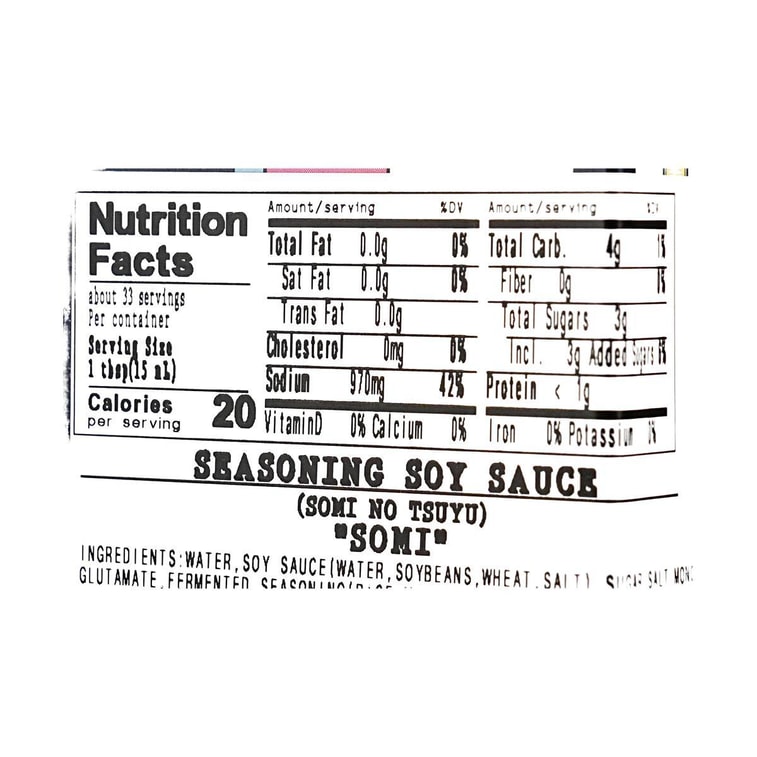 Nutrition
Facts
about 33 servings
Per container
Serving Size
1 tbsp(15 mL)
Calories 20
per serving
Amount/serving %DV
Total Fat 0.0g 0%
Sat Fat 0.0g 0%
Trans Fat 0.0g
Cholesterol 0mg 0%
Sodium 970mg 42%
VitaminD 0% Calcium 0%
Amount/serving
Total Carb. 4g
Fiber 0g
Total Sugars 3g
Incl. 3g Added Sugars
Protein < 1g
Iron 0% Potassium
SEASONING SOY SAUCE
(SOMI NO TSUYU)
"SOMI"
INGREDIENTS:WATER,SOY SAUCE(WATER,SOYBEANS,WHEAT,SALT) SUGAR SALT
GLUTAMATE,FERMENTED SEASONING